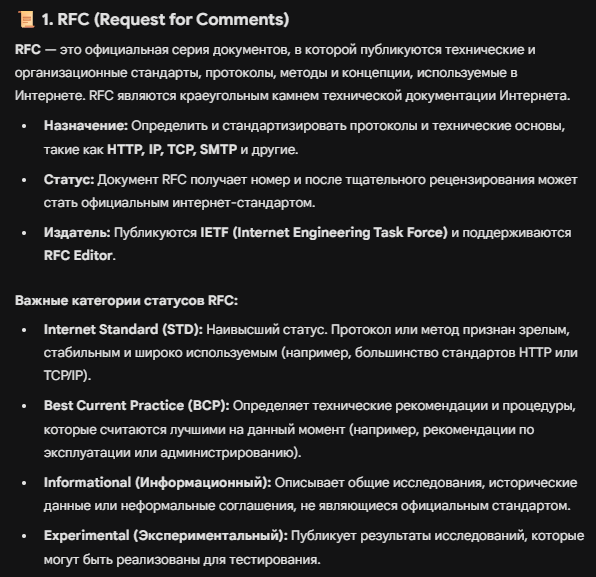 📜 1. RFC (Request for Comments)
RFC — это официальная серия документов, в которой публикуются технические и
организационные стандарты, протоколы, методы и концепции, используемые в
Интернете. RFC являются краеугольным камнем технической документации Интернета.
• Назначение: Определить и стандартизировать протоколы и технические основы,
такие как HTTP, IP, TCP, SMTP и другие.
• Статус: Документ RFC получает номер и после тщательного рецензирования может
стать официальным интернет-стандартом.
• Издатель: Публикуются IETF (Internet Engineering Task Force) и поддерживаются
RFC Editor.
Важные категории статусов RFC:
• Internet Standard (STD): Наивысший статус. Протокол или метод признан зрелым,
стабильным и широко используемым (например, большинство стандартов HTTP или
TCP/IP).
• Best Current Practice (BCP): Определяет технические рекомендации и процедуры,
которые считаются лучшими на данный момент (например, рекомендации по
эксплуатации или администрированию).
• Informational (Информационный): Описывает общие исследования, исторические
данные или неформальные соглашения, не являющиеся официальным стандартом.
• Experimental (Экспериментальный): Публикует результаты исследований, которые
могут быть реализованы для тестирования.